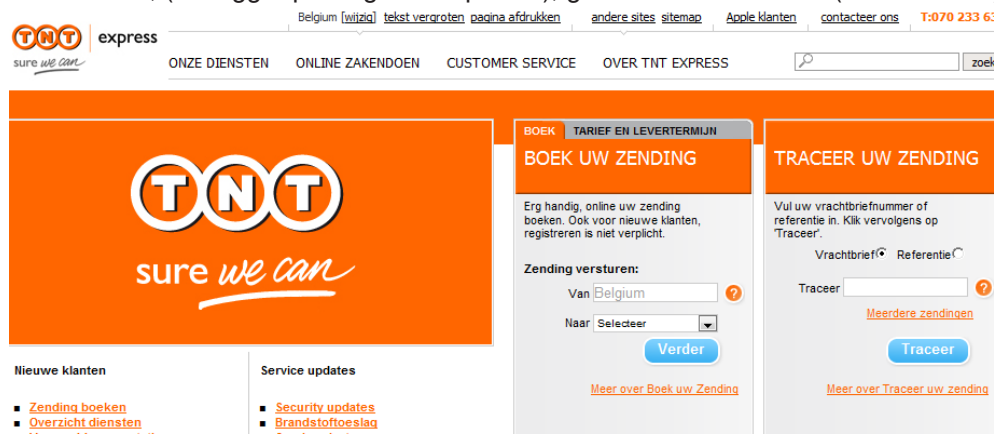 Belgium [wijzig] tekst vergroten pagina afdrukken andere sites sitemap Apple klanten contacteer ons T:070 233 63
TNT express
sure we can
ONZE DIENSTEN ONLINE ZAKENDOEN CUSTOMER SERVICE OVER TNT EXPRESS zoek
BOEK TARIEF EN LEVERTERMIJN
BOEK UW ZENDING
Erg handig, online uw zending
boeken. Ook voor nieuwe klanten,
registreren is niet verplicht.
Zending versturen:
Van Belgium ?
Naar Selecteer
Verder
Meer over Boek uw Zending
TRACEER UW ZENDING
Vul uw vrachtbriefnummer of
referentie in. Klik vervolgens op
'Traceer'.
Vrachtbrief Referentie
Traceer ?
Meerdere zendingen
Traceer
Meer over Traceer uw zending
TNT
sure we can
Nieuwe klanten
Zending boeken
Overzicht diensten
Service updates
Security updates
Brandstoftoeslag